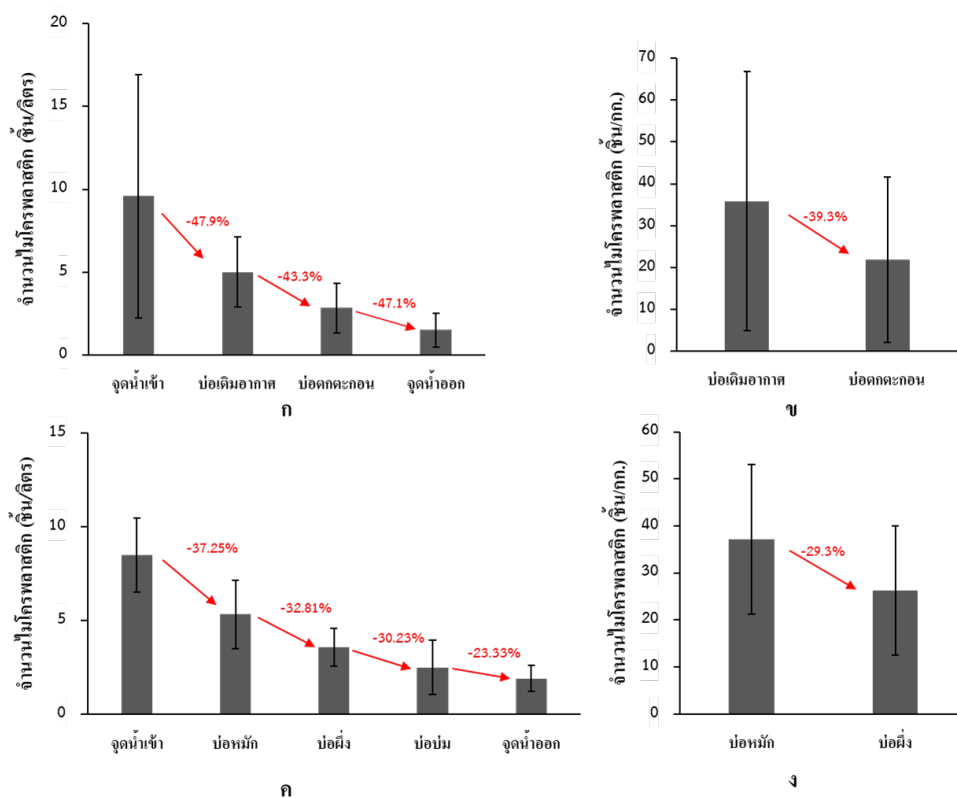 จำนวนไมโครพลาสติก (ชิ้น/ลิตร)
20
15
10
5
0
-47.9%
-43.3%
-47.1%
จุดน้ำเข้า บ่อเติมอากาศ บ่อตกตะกอน จุดน้ำออก
ก
จำนวนไมโครพลาสติก (ชิ้น/กก.)
70
60
50
40
30
20
10
0
-39.3%
บ่อเติมอากาศ บ่อตกตะกอน
ข
จำนวนไมโครพลาสติก (ชิ้น/ลิตร)
15
10
5
0
-37.25%
-32.81%
-30.23%
-23.33%
จุดน้ำเข้า บ่อหมัก บ่อผึ่ง บ่อบ่ม จุดน้ำออก
ค
จำนวนไมโครพลาสติก (ชิ้น/กก.)
60
50
40
30
20
10
0
-29.3%
บ่อหมัก บ่อผึ่ง
ง